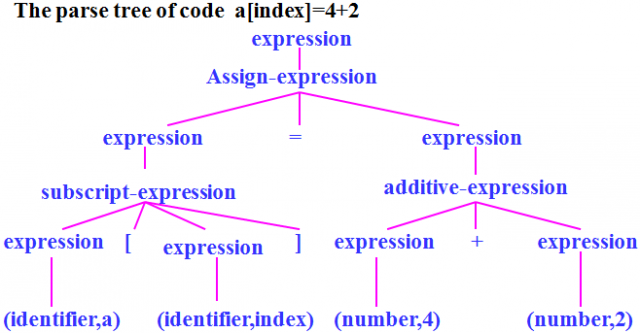 The parse tree of code a[index]=4+2
expression
Assign-expression
expression = expression
subscript-expression additive-expression
expression [ expression ] expression + expression
(identifier,a) (identifier,index) (number,4) (number,2)